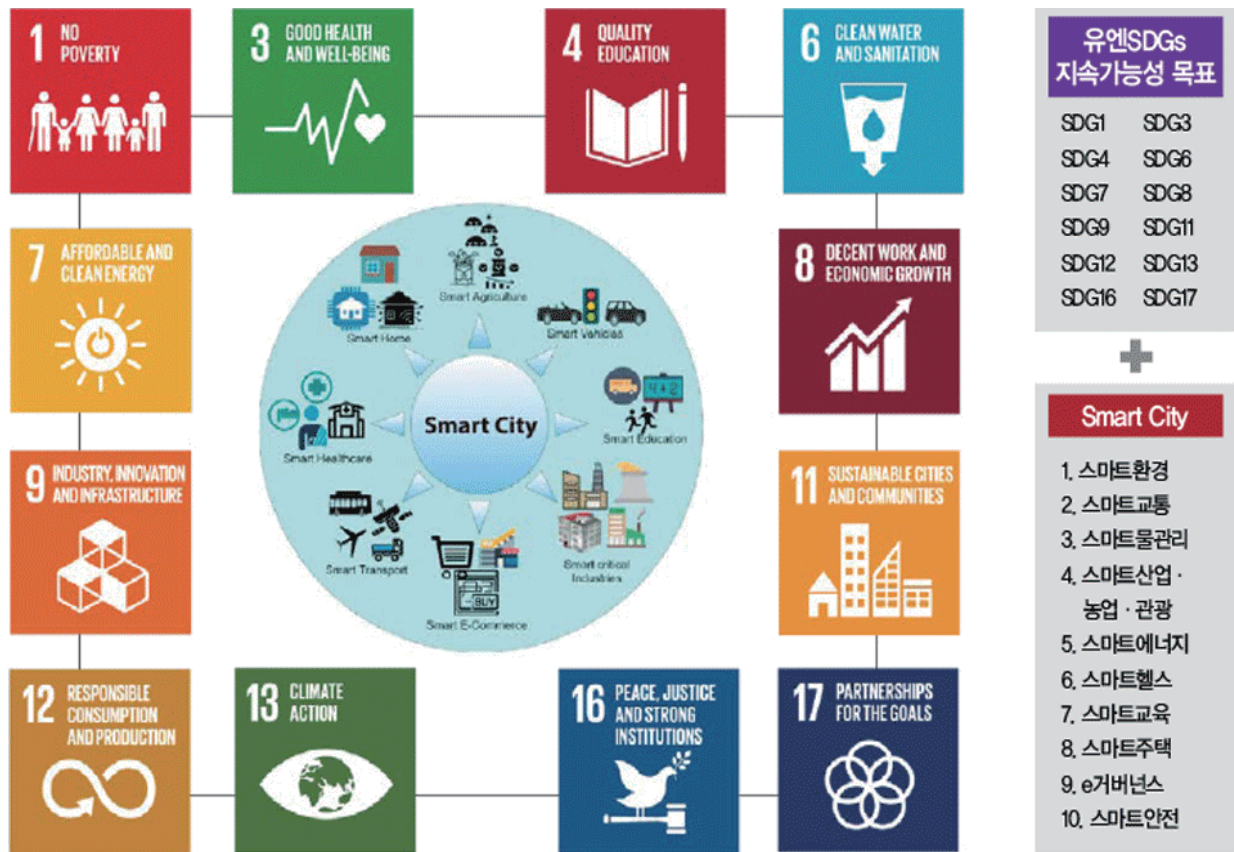 1 NO
POVERTY
3 GOOD HEALTH
AND WELL-BEING
4 QUALITY
EDUCATION
6 CLEAN WATER
AND SANITATION
7 AFFORDABLE AND
CLEAN ENERGY
8 DECENT WORK AND
ECONOMIC GROWTH
9 INDUSTRY, INNOVATION
AND INFRASTRUCTURE
11 SUSTAINABLE CITIES
AND COMMUNITIES
12 RESPONSIBLE
CONSUMPTION
AND PRODUCTION
13 CLIMATE
ACTION
16 PEACE, JUSTICE
AND STRONG
INSTITUTIONS
17 PARTNERSHIPS
FOR THE GOALS
Smart Agriculture
Smart Home
Smart Vehicles
4+2
Smart Education
Smart City
Smart Healthcare
Smart Transport
BUY
Smart E-Commerce
Smart critical
Industries
유엔SDGs
지속가능성 목표
SDG1 SDG3
SDG4 SDG6
SDG7 SDG8
SDG9 SDG11
SDG12 SDG13
SDG16 SDG17
+
Smart City
1. 스마트환경
2. 스마트교통
3. 스마트물관리
4. 스마트산업 ·
농업 · 관광
5. 스마트에너지
6. 스마트헬스
7. 스마트교육
8. 스마트주택
9. e거버넌스
10. 스마트안전